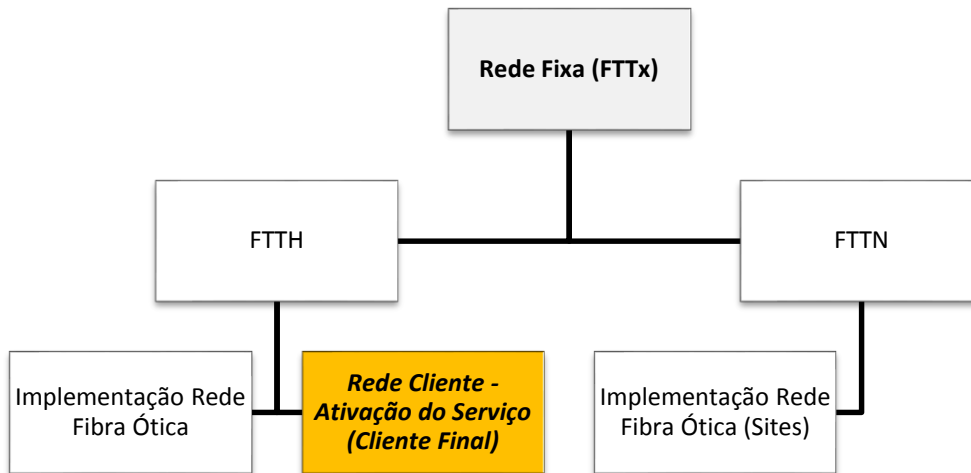 Rede Fixa (FTTx)
FTTH
FTTN
Implementação Rede
Fibra Ótica
Rede Cliente -
Ativação do Serviço
(Cliente Final)
Implementação Rede
Fibra Ótica (Sites)